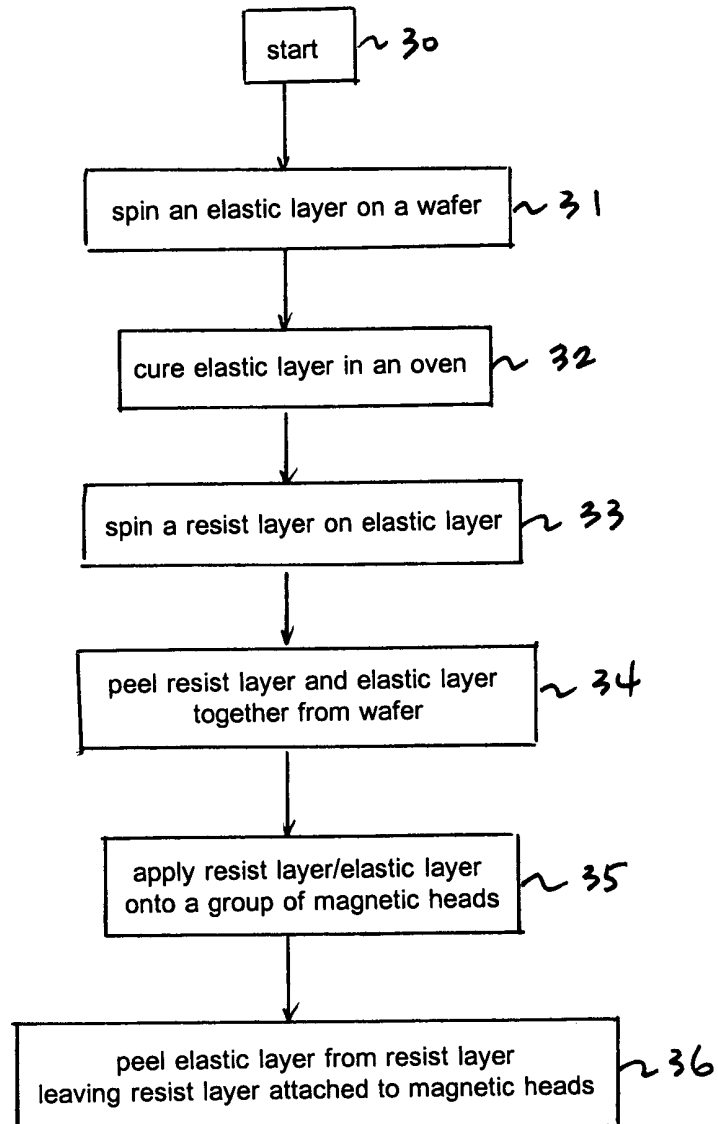 start ~ 30
spin an elastic layer on a wafer ~ 31
cure elastic layer in an oven ~ 32
spin a resist layer on elastic layer ~ 33
peel resist layer and elastic layer
together from wafer ~ 34
apply resist layer/elastic layer
onto a group of magnetic heads ~ 35
peel elastic layer from resist layer
leaving resist layer attached to magnetic heads ~ 36